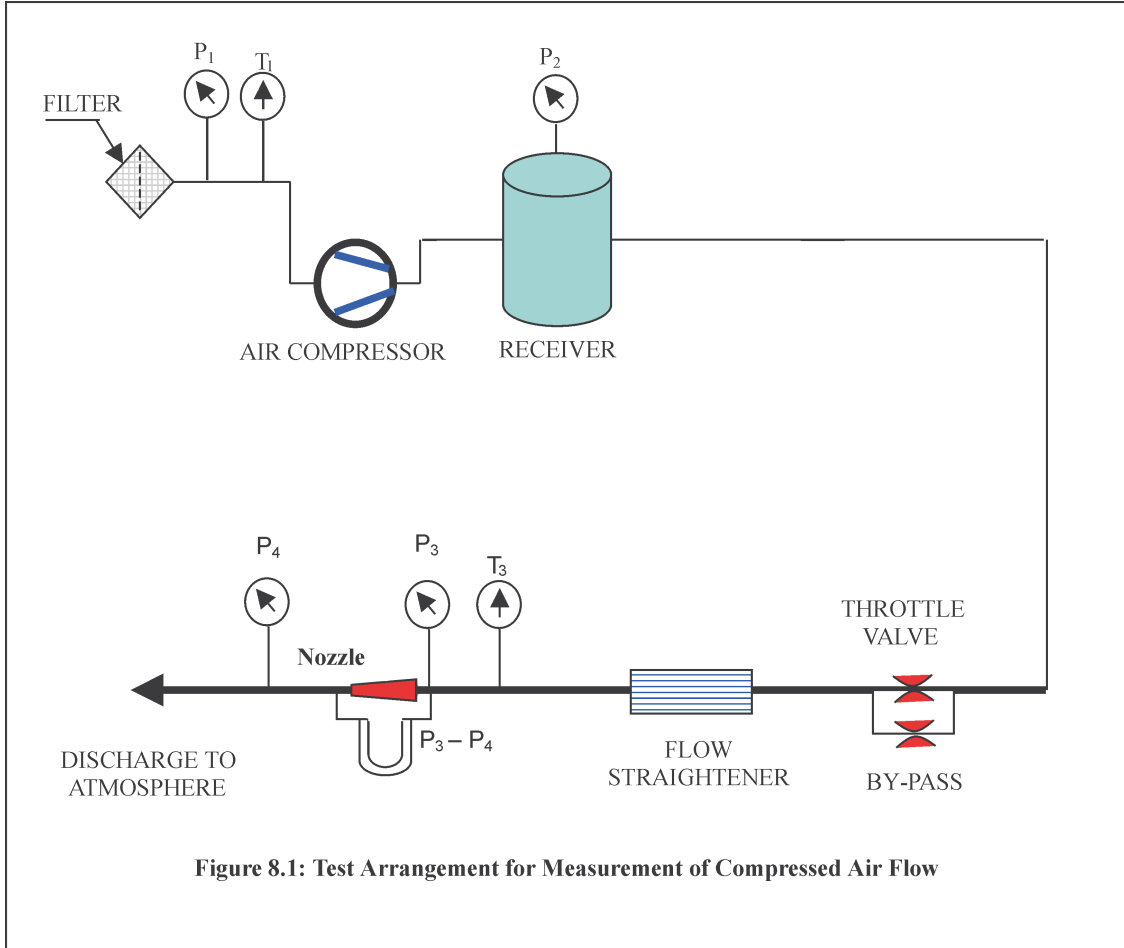 P₁
T₁
P₂
FILTER
AIR COMPRESSOR
RECEIVER
P₄
P₃
T₃
Nozzle
THROTTLE
VALVE
P₃ – P₄
DISCHARGE TO
ATMOSPHERE
FLOW
STRAIGHTENER
BY-PASS
Figure 8.1: Test Arrangement for Measurement of Compressed Air Flow